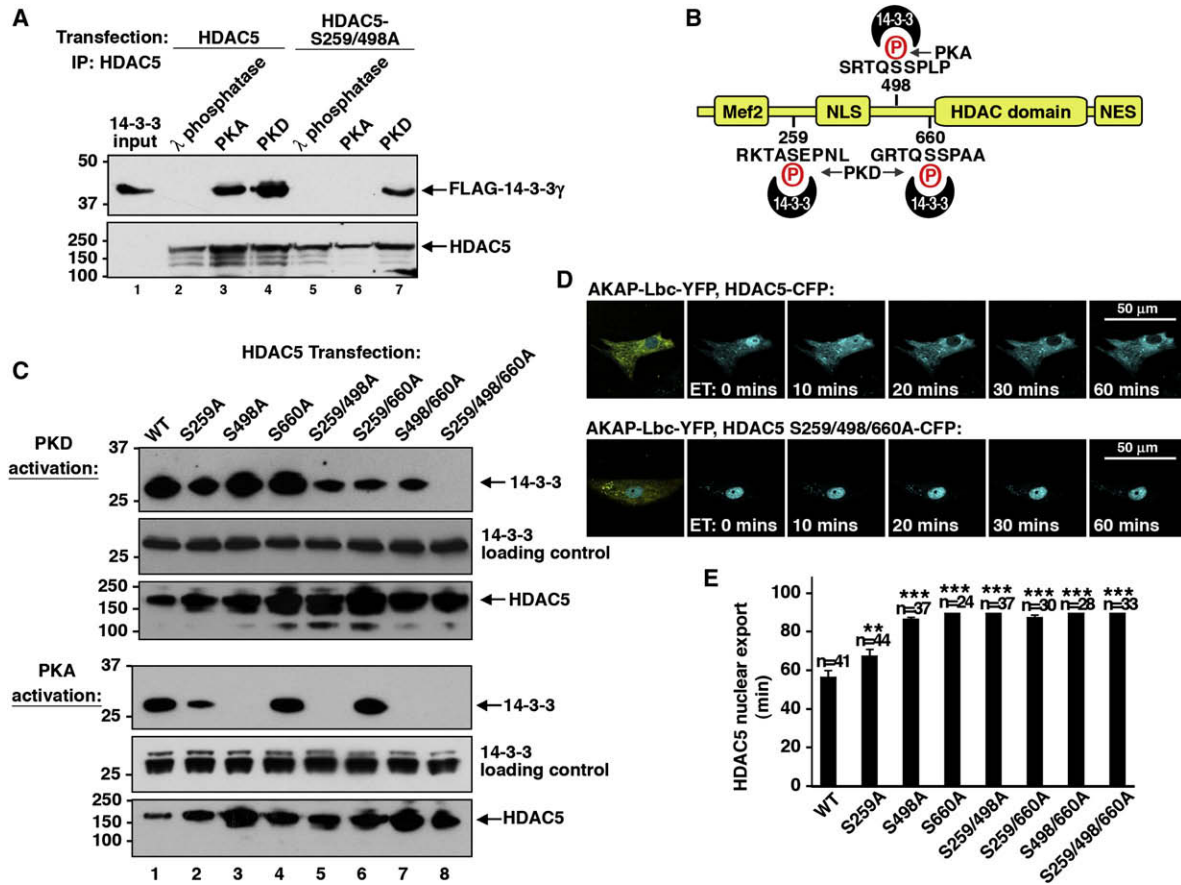 A
Transfection:
HDAC5
HDAC5-
S259/498A
IP: HDAC5
14-3-3
input
λ phosphatase
PKA
PKD
λ phosphatase
PKA
PKD
50
37
FLAG-14-3-3γ
250
150
100
HDAC5
1 2 3 4 5 6 7
B
14-3-3
P
PKA
SRTQSSPLP
498
Mef2
NLS
HDAC domain
NES
259
660
RKTASEPNL
GRTQSSPAA
P
PKD
P
14-3-3
14-3-3
C
HDAC5 Transfection:
WT
S259A
S498A
S660A
S259/498A
S259/660A
S498/660A
S259/498/660A
PKD
activation:
37
25
14-3-3
25
14-3-3
loading control
250
150
100
HDAC5
PKA
activation:
37
25
14-3-3
25
14-3-3
loading control
250
150
100
HDAC5
1 2 3 4 5 6 7 8
D
AKAP-Lbc-YFP, HDAC5-CFP:
50 μm
ET: 0 mins
10 mins
20 mins
30 mins
60 mins
AKAP-Lbc-YFP, HDAC5 S259/498/660A-CFP:
50 μm
ET: 0 mins
10 mins
20 mins
30 mins
60 mins
E
HDAC5 nuclear export
(min)
100
80
60
40
20
0
n=41
**
n=44
***
n=37
***
n=24
***
n=37
***
n=30
***
n=28
***
n=33
WT
S259A
S498A
S660A
S259/498A
S259/660A
S498/660A
S259/498/660A